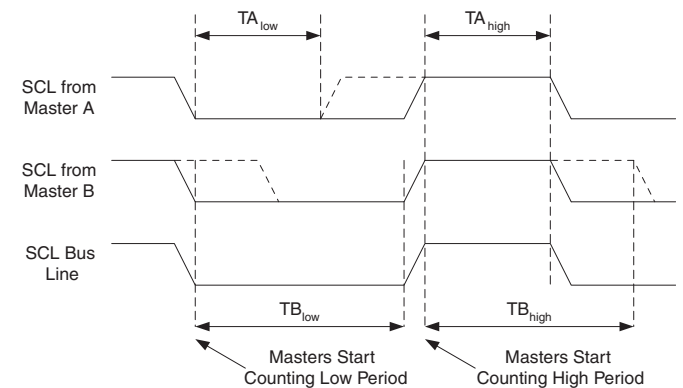 TA low
TA high
SCL from
Master A
SCL from
Master B
SCL Bus
Line
TB low
TB high
Masters Start
Counting Low Period
Masters Start
Counting High Period